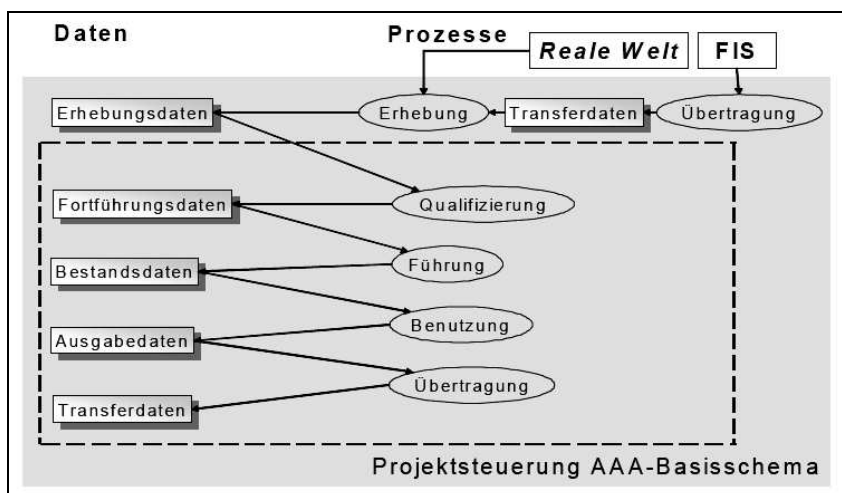 Daten
Prozesse
Reale Welt
FIS
Erhebungsdaten
Erhebung
Transferdaten
Übertragung
Fortführungsdaten
Qualifizierung
Führung
Bestandsdaten
Benutzung
Ausgabedaten
Übertragung
Transferdaten
Projektsteuerung AAA-Basisschema